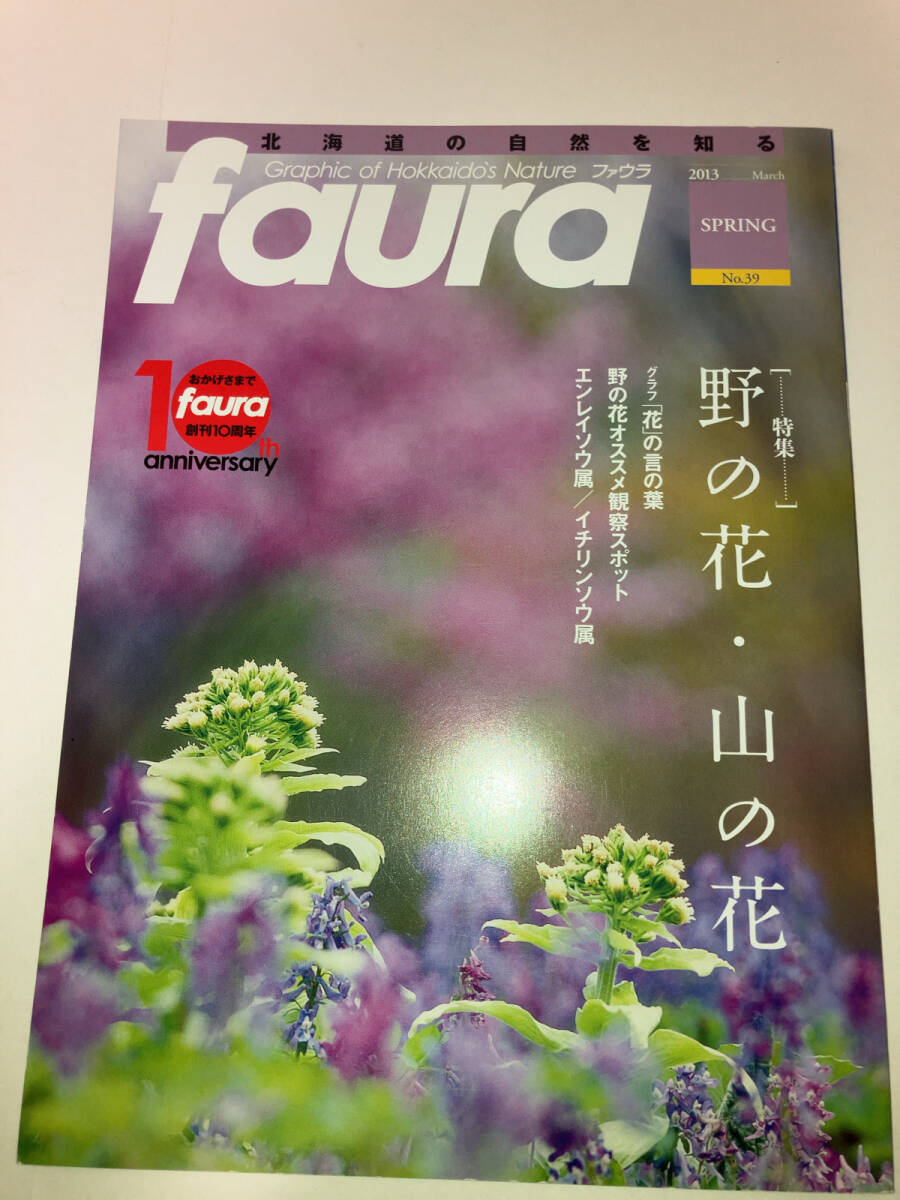 北海道の自然を知る
Graphic of Hokkaido's Nature ファウラ
faura
2013 March
SPRING
No.39
10th
おかげさまで
faura
創刊10周年
anniversary
[………特集………]
野の花・山の花
グラフ「花」の言の葉
野の花オススメ観察スポット
エンレイソウ属／イチリンソウ属